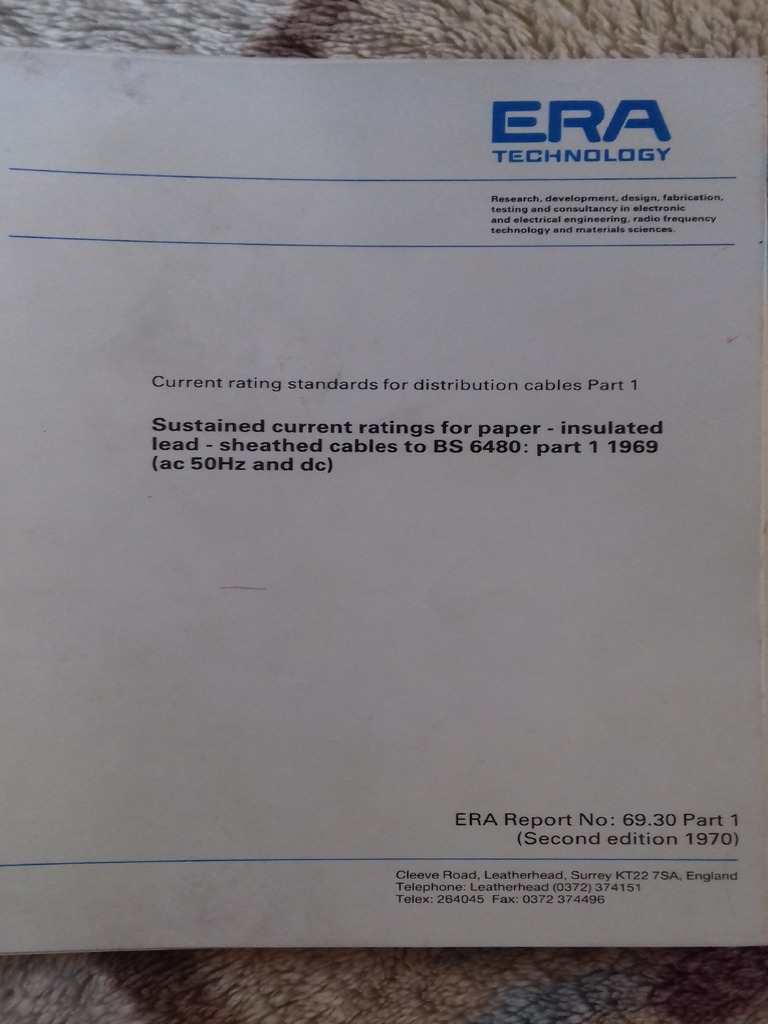 ERA
TECHNOLOGY
Research, development, design, fabrication,
testing and consultancy in electronic
and electrical engineering, radio frequency
technology and materials sciences.
Current rating standards for distribution cables Part 1
Sustained current ratings for paper - insulated
lead - sheathed cables to BS 6480: part 1 1969
(ac 50Hz and dc)
ERA Report No: 69.30 Part 1
(Second edition 1970)
Cleeve Road, Leatherhead, Surrey KT22 7SA, England
Telephone: Leatherhead (0372) 374151
Telex: 264045 Fax: 0372 374496